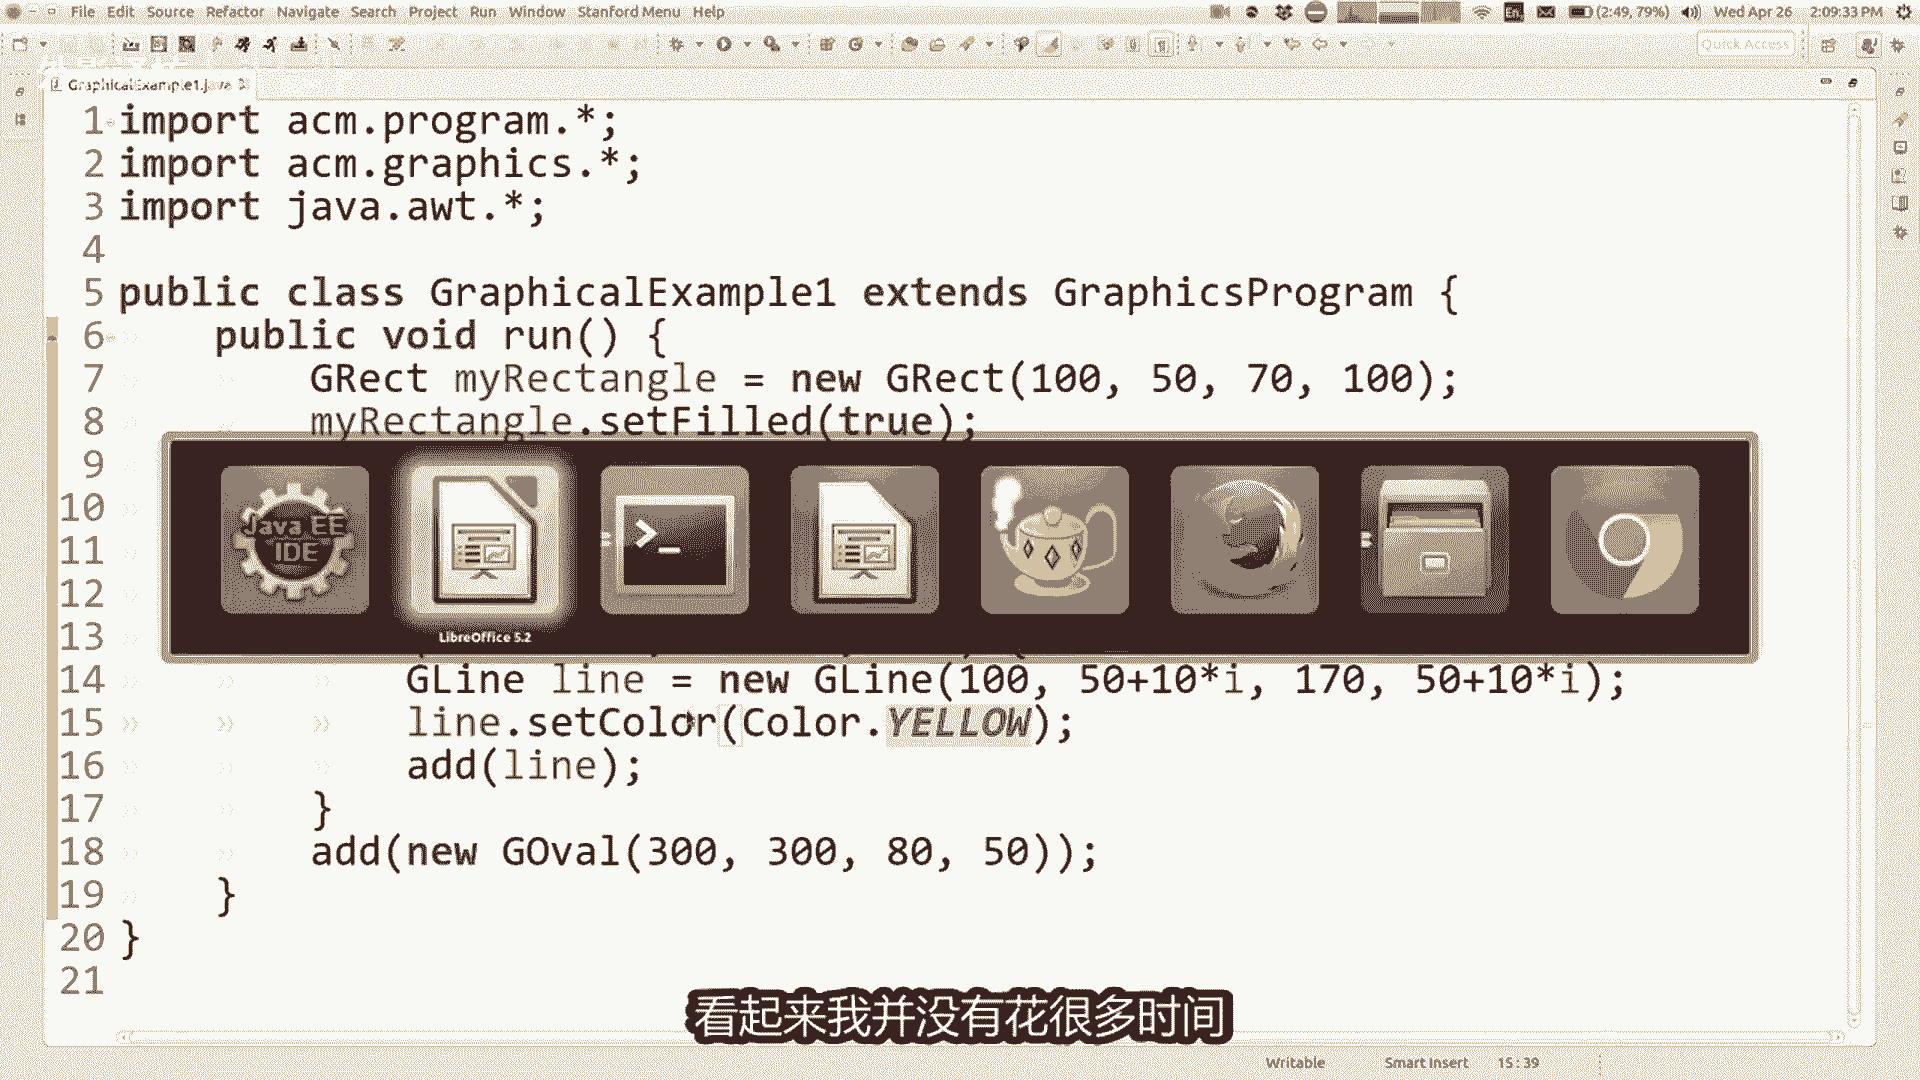 File Edit Source Refactor Navigate Search Project Run Window Stanford Menu Help
En (2:49, 79%) Wed Apr 26 2:09:33 PM
Quick Access
GraphicalExample1.java
1 import acm.program.*;
2 import acm.graphics.*;
3 import java.awt.*;
4
5 public class GraphicalExample1 extends GraphicsProgram {
6 public void run() {
7 GRect myRectangle = new GRect(100, 50, 70, 100);
8 myRectangle.setFilled(true);
9
10
11
12
13
Java EE
IDE
LibreOffice 5.2
14 GLine line = new GLine(100, 50+10*i, 170, 50+10*i);
15 line.setColor(Color.YELLOW);
16 add(line);
17 }
18 add(new GOval(300, 300, 80, 50));
19 }
20 }
21
看起来我并没有花很多时间
Writable Smart Insert 15 : 39